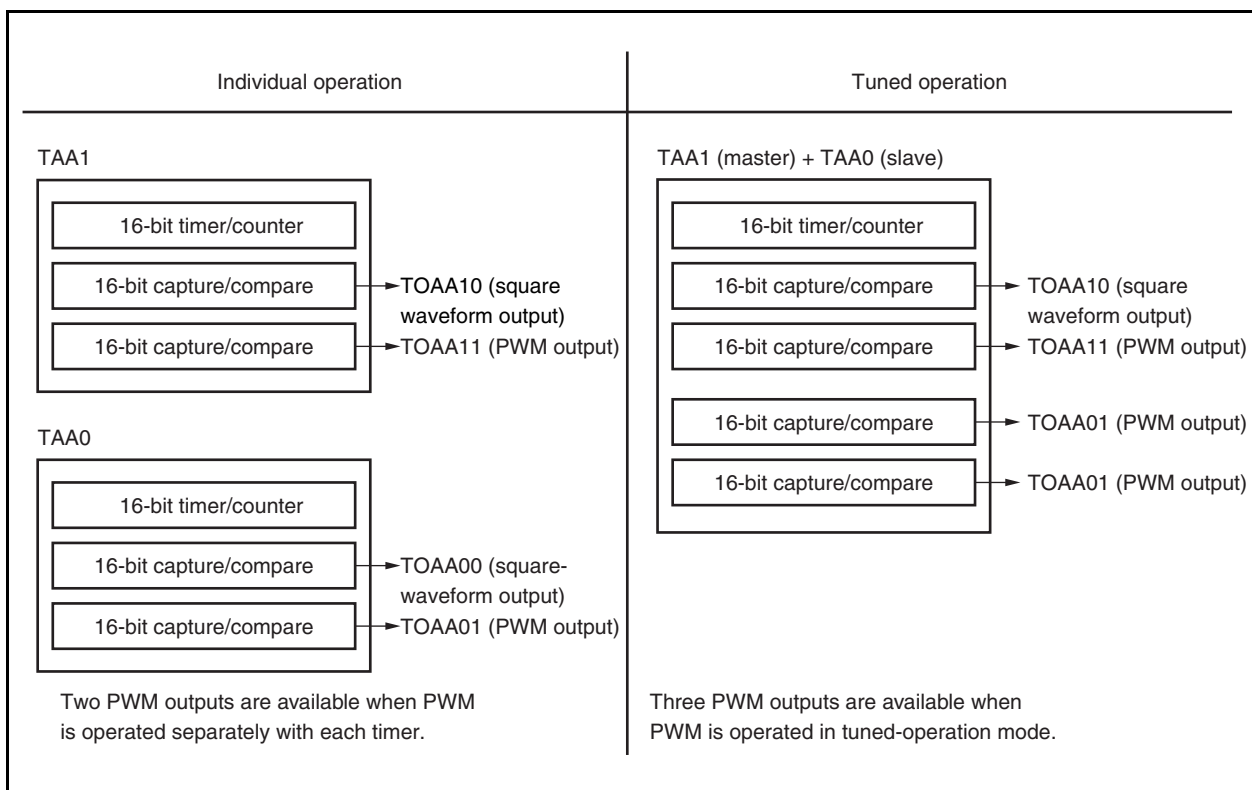 Individual operation
TAA1
16-bit timer/counter
16-bit capture/compare
TOAA10 (square
waveform output)
16-bit capture/compare
TOAA11 (PWM output)
TAA0
16-bit timer/counter
16-bit capture/compare
TOAA00 (square-
waveform output)
16-bit capture/compare
TOAA01 (PWM output)
Two PWM outputs are available when PWM
is operated separately with each timer.
Tuned operation
TAA1 (master) + TAA0 (slave)
16-bit timer/counter
16-bit capture/compare
TOAA10 (square
waveform output)
16-bit capture/compare
TOAA11 (PWM output)
16-bit capture/compare
TOAA01 (PWM output)
16-bit capture/compare
TOAA01 (PWM output)
Three PWM outputs are available when
PWM is operated in tuned-operation mode.